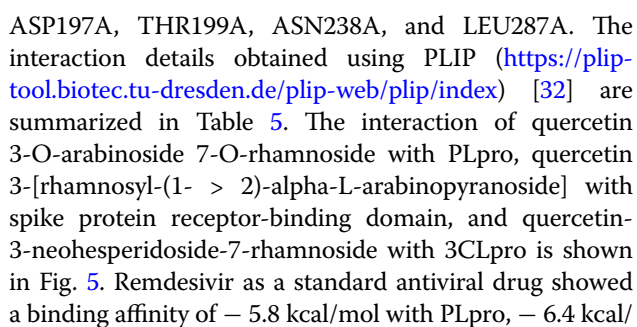 ASP197A, THR199A, ASN238A, and LEU287A. The
interaction details obtained using PLIP (https://plip-
tool.biotec.tu-dresden.de/plip-web/plip/index) [32] are
summarized in Table 5. The interaction of quercetin
3-O-arabinoside 7-O-rhamnoside with PLpro, quercetin
3-[rhamnosyl-(1- > 2)-alpha-L-arabinopyranoside] with
spike protein receptor-binding domain, and quercetin-
3-neohesperidoside-7-rhamnoside with 3CLpro is shown
in Fig. 5. Remdesivir as a standard antiviral drug showed
a binding affinity of − 5.8 kcal/mol with PLpro, − 6.4 kcal/